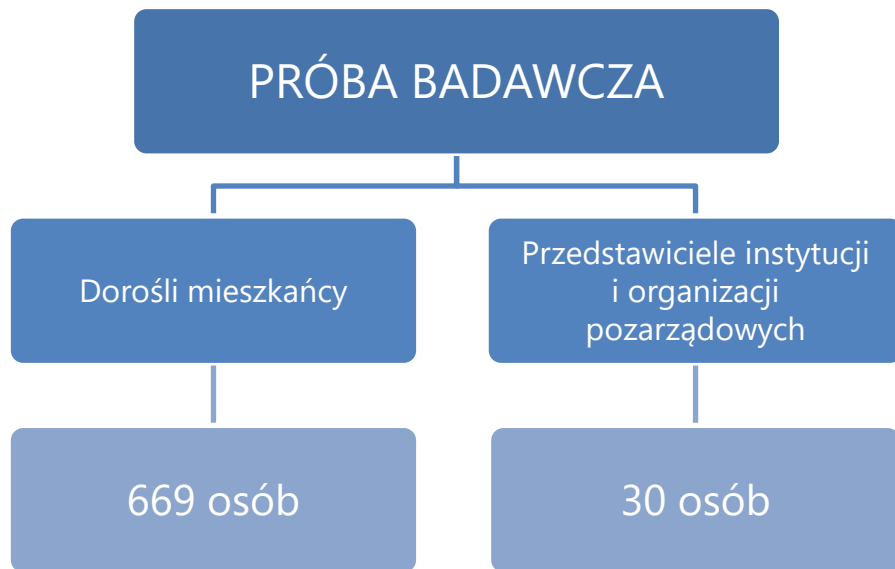 PRÓBA BADAWCZA
Dorośli mieszkańcy
Przedstawiciele instytucji
i organizacji
pozarządowych
669 osób
30 osób